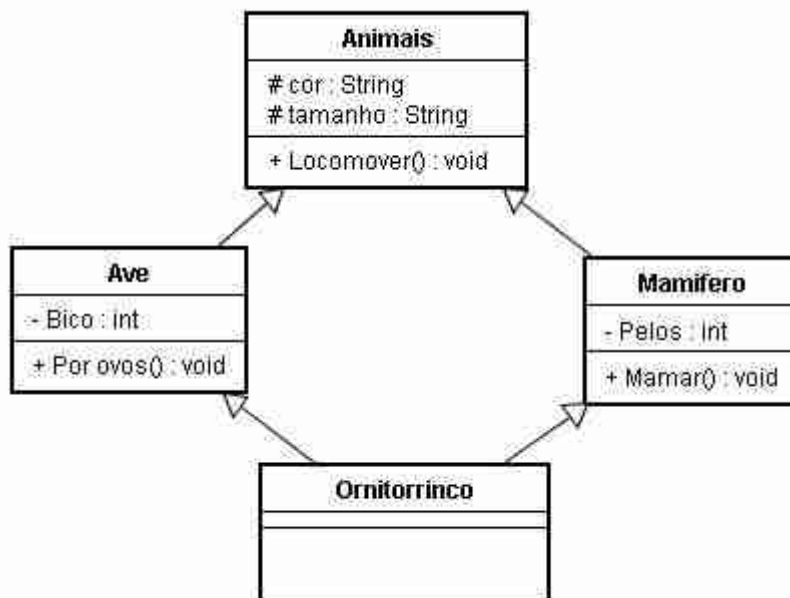 Animais
# cor : String
# tamanho : String
+ Locomover() : void
Ave
- Bico : int
+ Por ovos() : void
Mamifero
- Pelos : int
+ Mamar() : void
Ornitorrinco